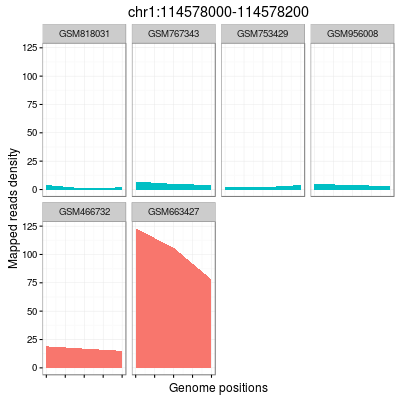 chr1:114578000-114578200
GSM818031 GSM767343 GSM753429 GSM956008
125
100
75
50
25
0
GSM466732 GSM663427
125
100
75
50
25
0
Mapped reads density
Genome positions